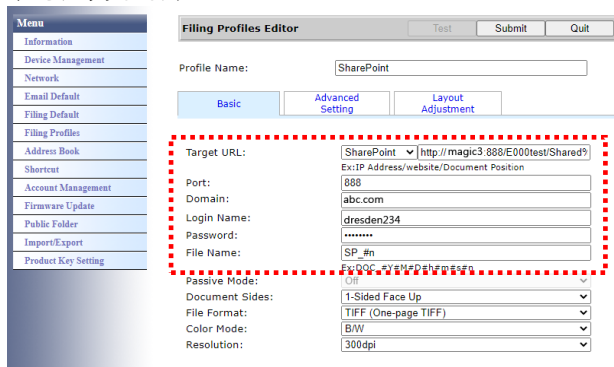 Menu
Information
Device Management
Network
Email Default
Filing Default
Filing Profiles
Address Book
Shortcut
Account Management
Firmware Update
Public Folder
Import/Export
Product Key Setting
Filing Profiles Editor Test Submit Quit
Profile Name: SharePoint
Basic Advanced Setting Layout Adjustment
Target URL: SharePoint http://magic3:888/E000test/Shared%
Ex:IP Address/website/Document Position
Port: 888
Domain: abc.com
Login Name: dresden234
Password: ••••••••
File Name: SP_#n
Ex:DOC_#Y#M#D#h#m#s#n
Passive Mode: Off
Document Sides: 1-Sided Face Up
File Format: TIFF (One-page TIFF)
Color Mode: B/W
Resolution: 300dpi